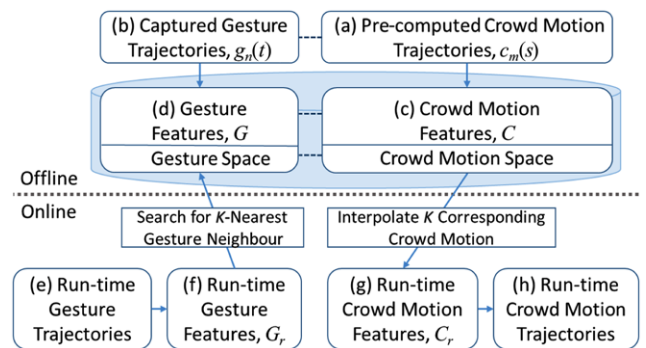 (b) Captured Gesture
Trajectories, gₙ(t)
(a) Pre-computed Crowd Motion
Trajectories, cₘ(s)
(d) Gesture
Features, G
Gesture Space
(c) Crowd Motion
Features, C
Crowd Motion Space
Offline
Online
Search for K-Nearest
Gesture Neighbour
Interpolate K Corresponding
Crowd Motion
(e) Run-time
Gesture
Trajectories
(f) Run-time
Gesture
Features, Gᵣ
(g) Run-time
Crowd Motion
Features, Cᵣ
(h) Run-time
Crowd Motion
Trajectories